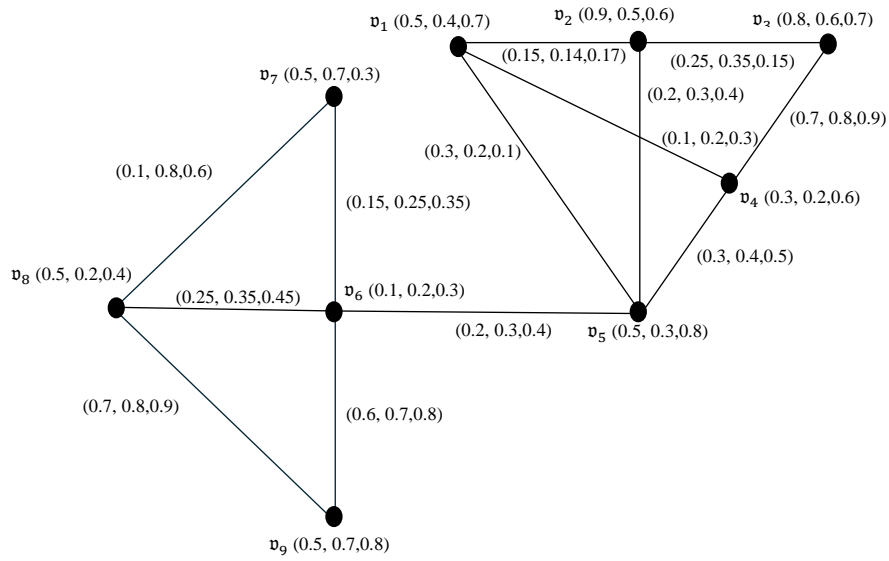 𝔳₁ (0.5, 0.4,0.7)
𝔳₂ (0.9, 0.5,0.6)
𝔳₃ (0.8, 0.6,0.7)
(0.15, 0.14,0.17)
(0.25, 0.35,0.15)
𝔳₇ (0.5, 0.7,0.3)
(0.2, 0.3,0.4)
(0.7, 0.8,0.9)
(0.1, 0.2,0.3)
(0.3, 0.2,0.1)
(0.1, 0.8,0.6)
𝔳₄ (0.3, 0.2,0.6)
(0.15, 0.25,0.35)
(0.3, 0.4,0.5)
𝔳₈ (0.5, 0.2,0.4)
(0.25, 0.35,0.45)
𝔳₆ (0.1, 0.2,0.3)
(0.2, 0.3,0.4)
𝔳₅ (0.5, 0.3,0.8)
(0.7, 0.8,0.9)
(0.6, 0.7,0.8)
𝔳₉ (0.5, 0.7,0.8)